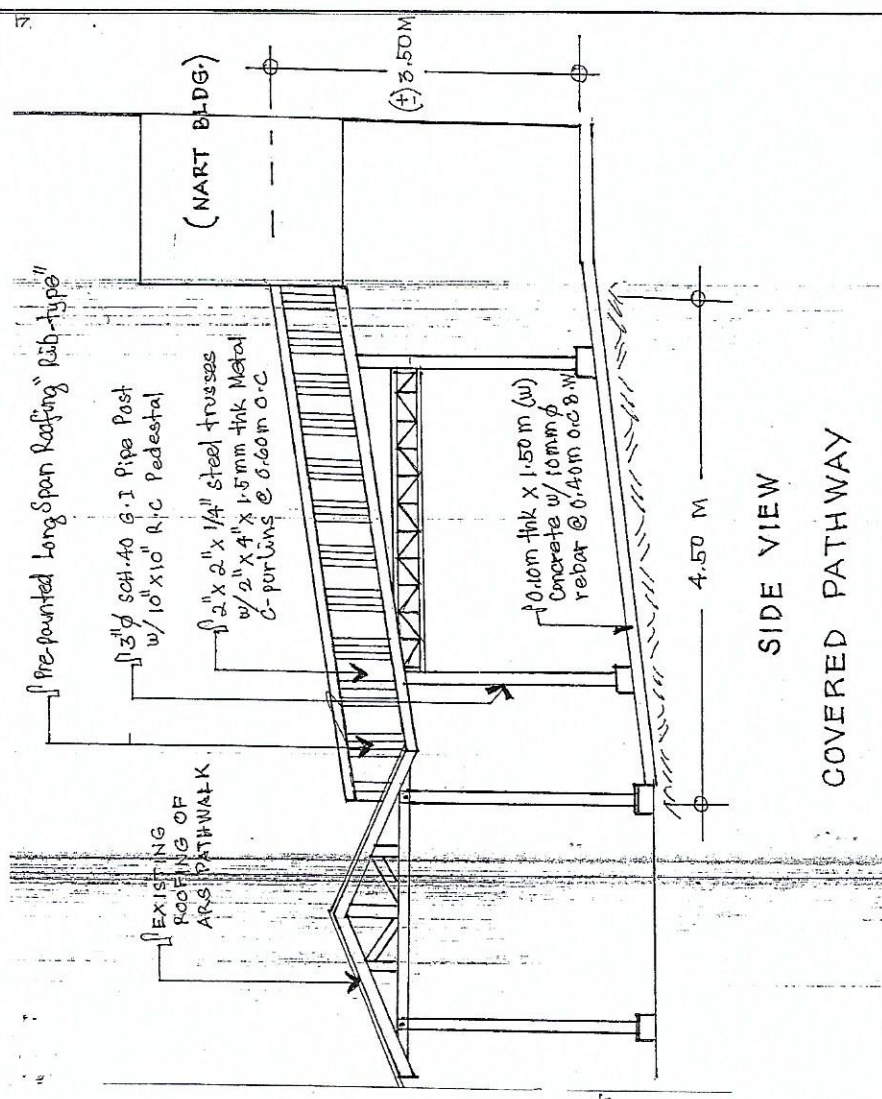 Pre-painted Long Span Roofing "Rib-type"
3"ø SCH.40 G.I Pipe Post
w/ 10"x10" R.C Pedestal
2"x 2"x 1/4" steel trusses
w/ 2"x 4"x 1.5mm thk Metal
C-purlins @ 0.60m O.C
EXISTING
ROOFING OF
ARS PATHWALK
(NART BLDG.)
(±) 3.50M
0.10m thk x 1.50m (w)
Concrete w/ 10mm ø
rebar @ 0.40m O.C B.W
4.50 M
SIDE VIEW
COVERED PATHWAY